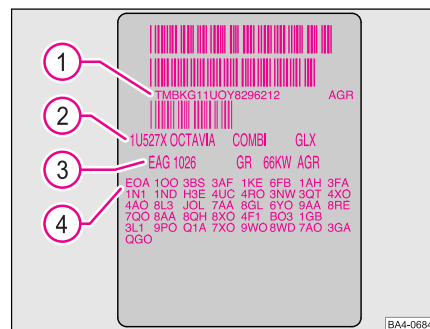 1
TMBKG11UOY8296212 AGR
2
1U527X OCTAVIA COMBI GLX
3
EAG 1026 GR 66KW AGR
4
EOA 1OO 3BS 3AF 1KE 6FB 1AH 3FA
1N1 1ND H3E 4UC 4RO 3NW 3QT 4XO
4AO 8L3 JOL 7AA 8GL 6YO 9AA 8RE
7QO 8AA 8QH 8XO 4F1 BO3 1GB
3L1 9PO Q1A 7XO 9WO 8WD 7AO 3GA
QGO
BA4-0684